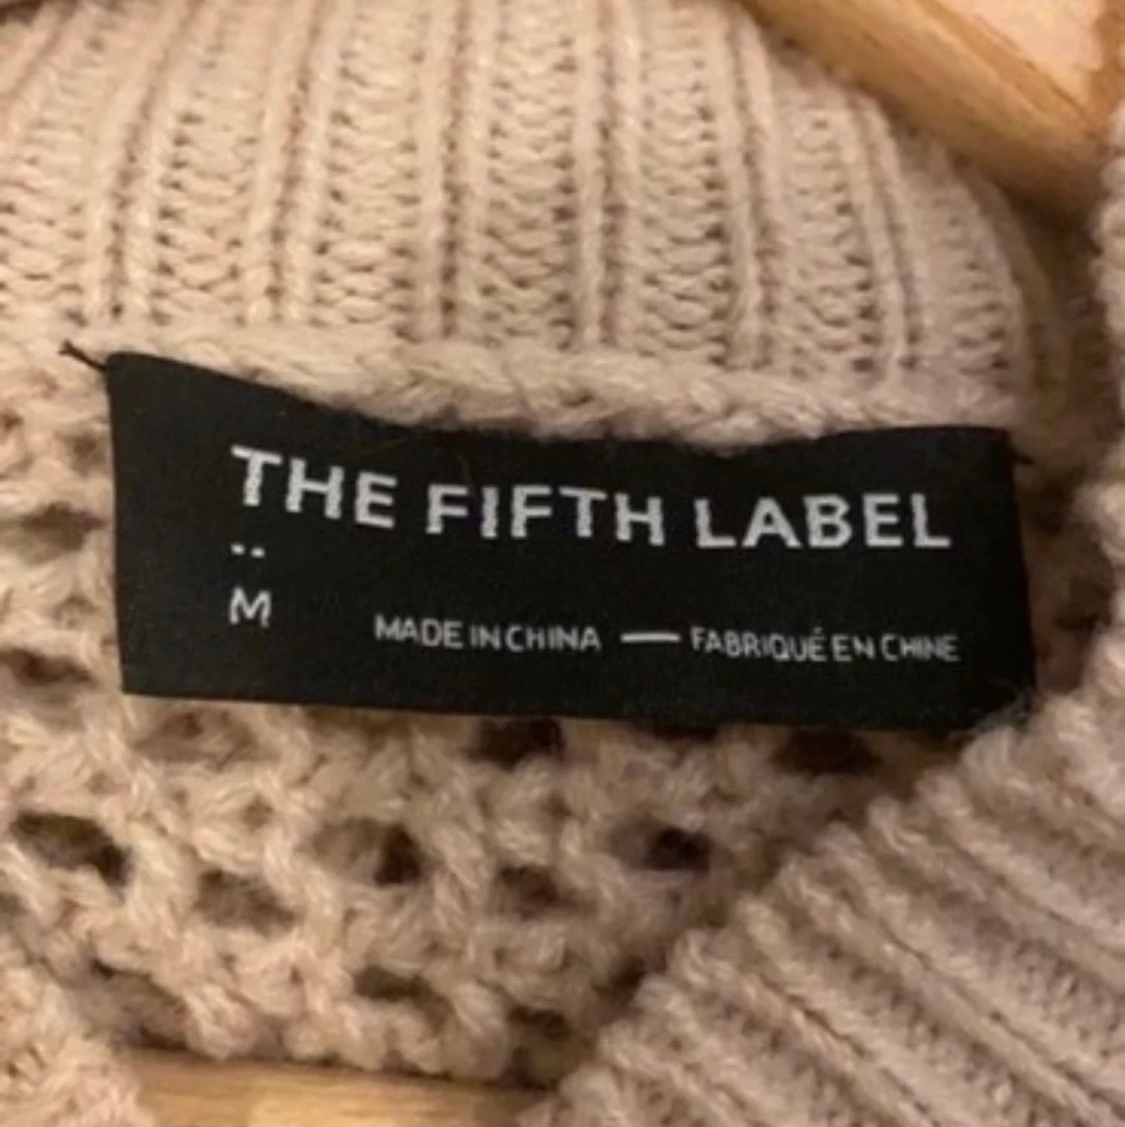 THE FIFTH LABEL
..
M
MADE IN CHINA — FABRIQUÉ EN CHINE